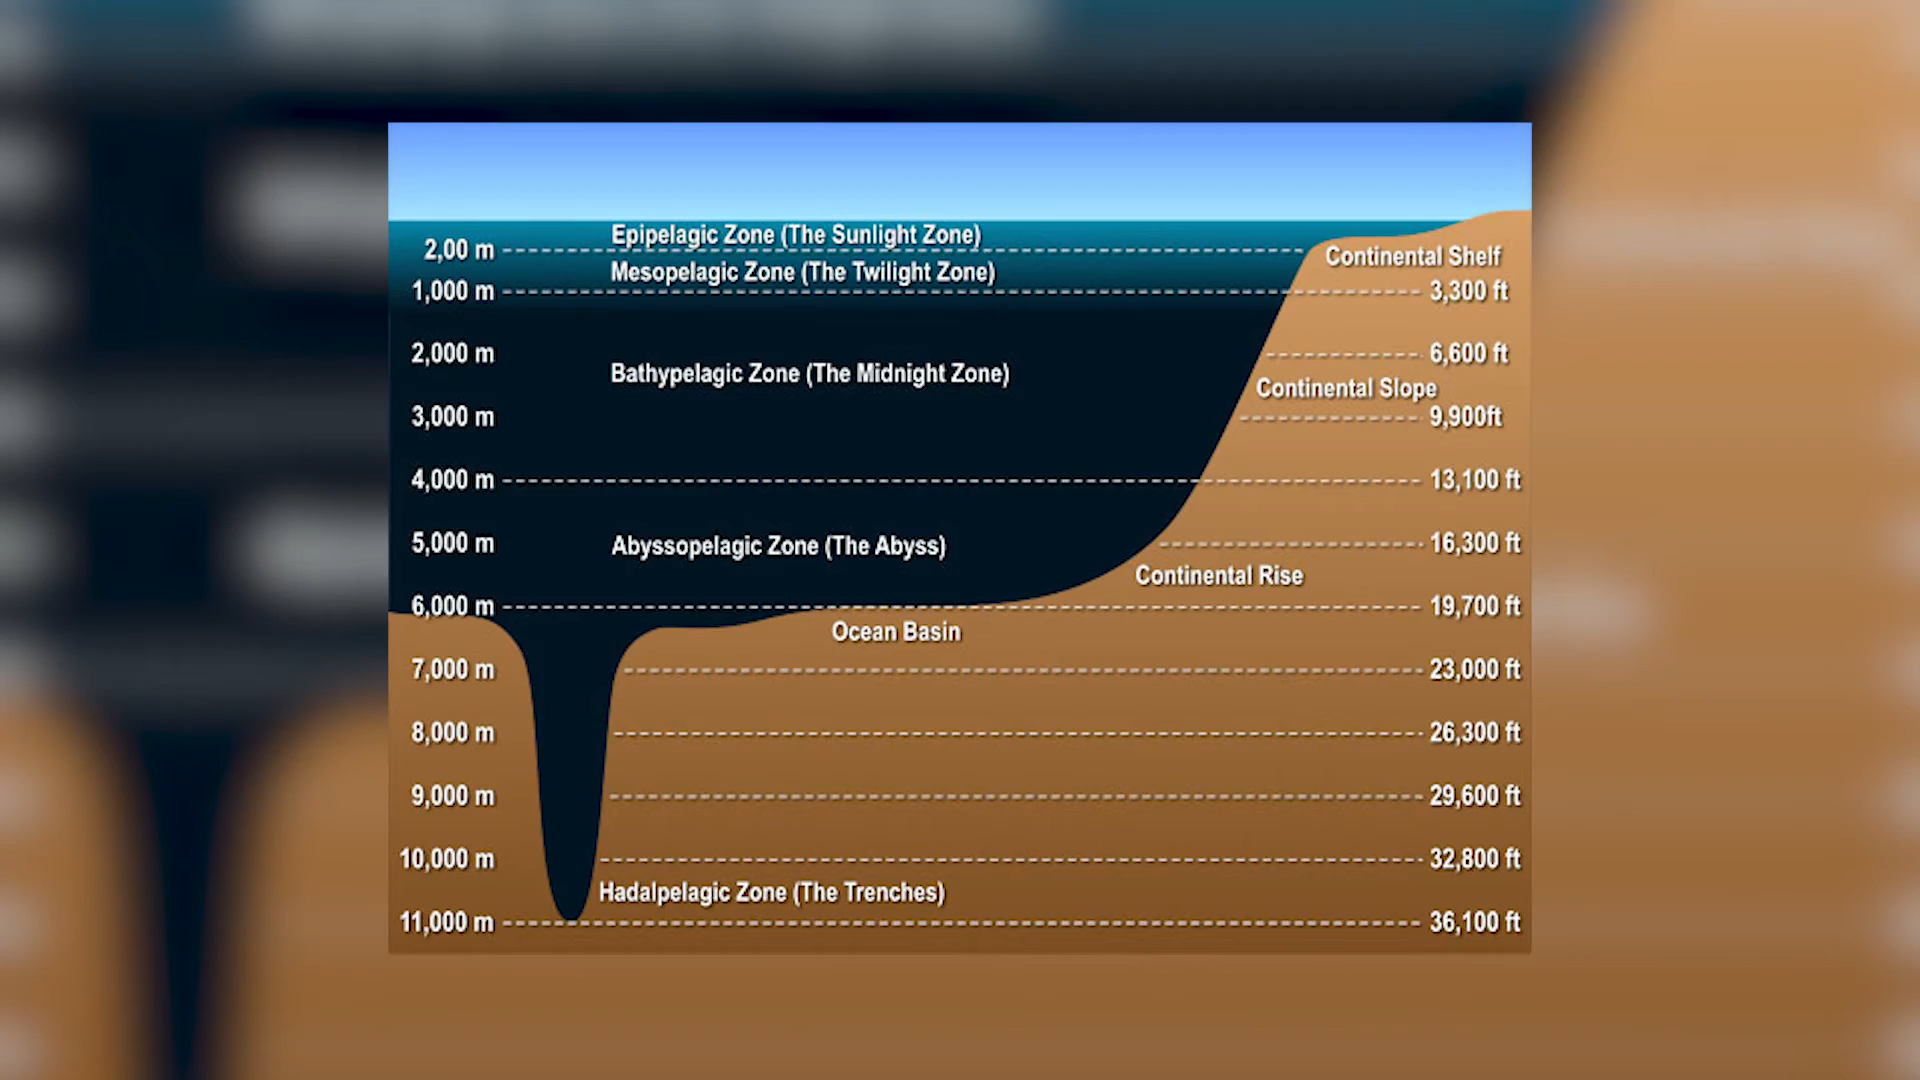 Epipelagic Zone (The Sunlight Zone)
2,00 m
Continental Shelf
Mesopelagic Zone (The Twilight Zone)
1,000 m
3,300 ft
2,000 m
6,600 ft
Bathypelagic Zone (The Midnight Zone)
Continental Slope
3,000 m
9,900ft
4,000 m
13,100 ft
5,000 m
16,300 ft
Abyssopelagic Zone (The Abyss)
Continental Rise
6,000 m
19,700 ft
Ocean Basin
7,000 m
23,000 ft
8,000 m
26,300 ft
9,000 m
29,600 ft
10,000 m
32,800 ft
Hadalpelagic Zone (The Trenches)
11,000 m
36,100 ft